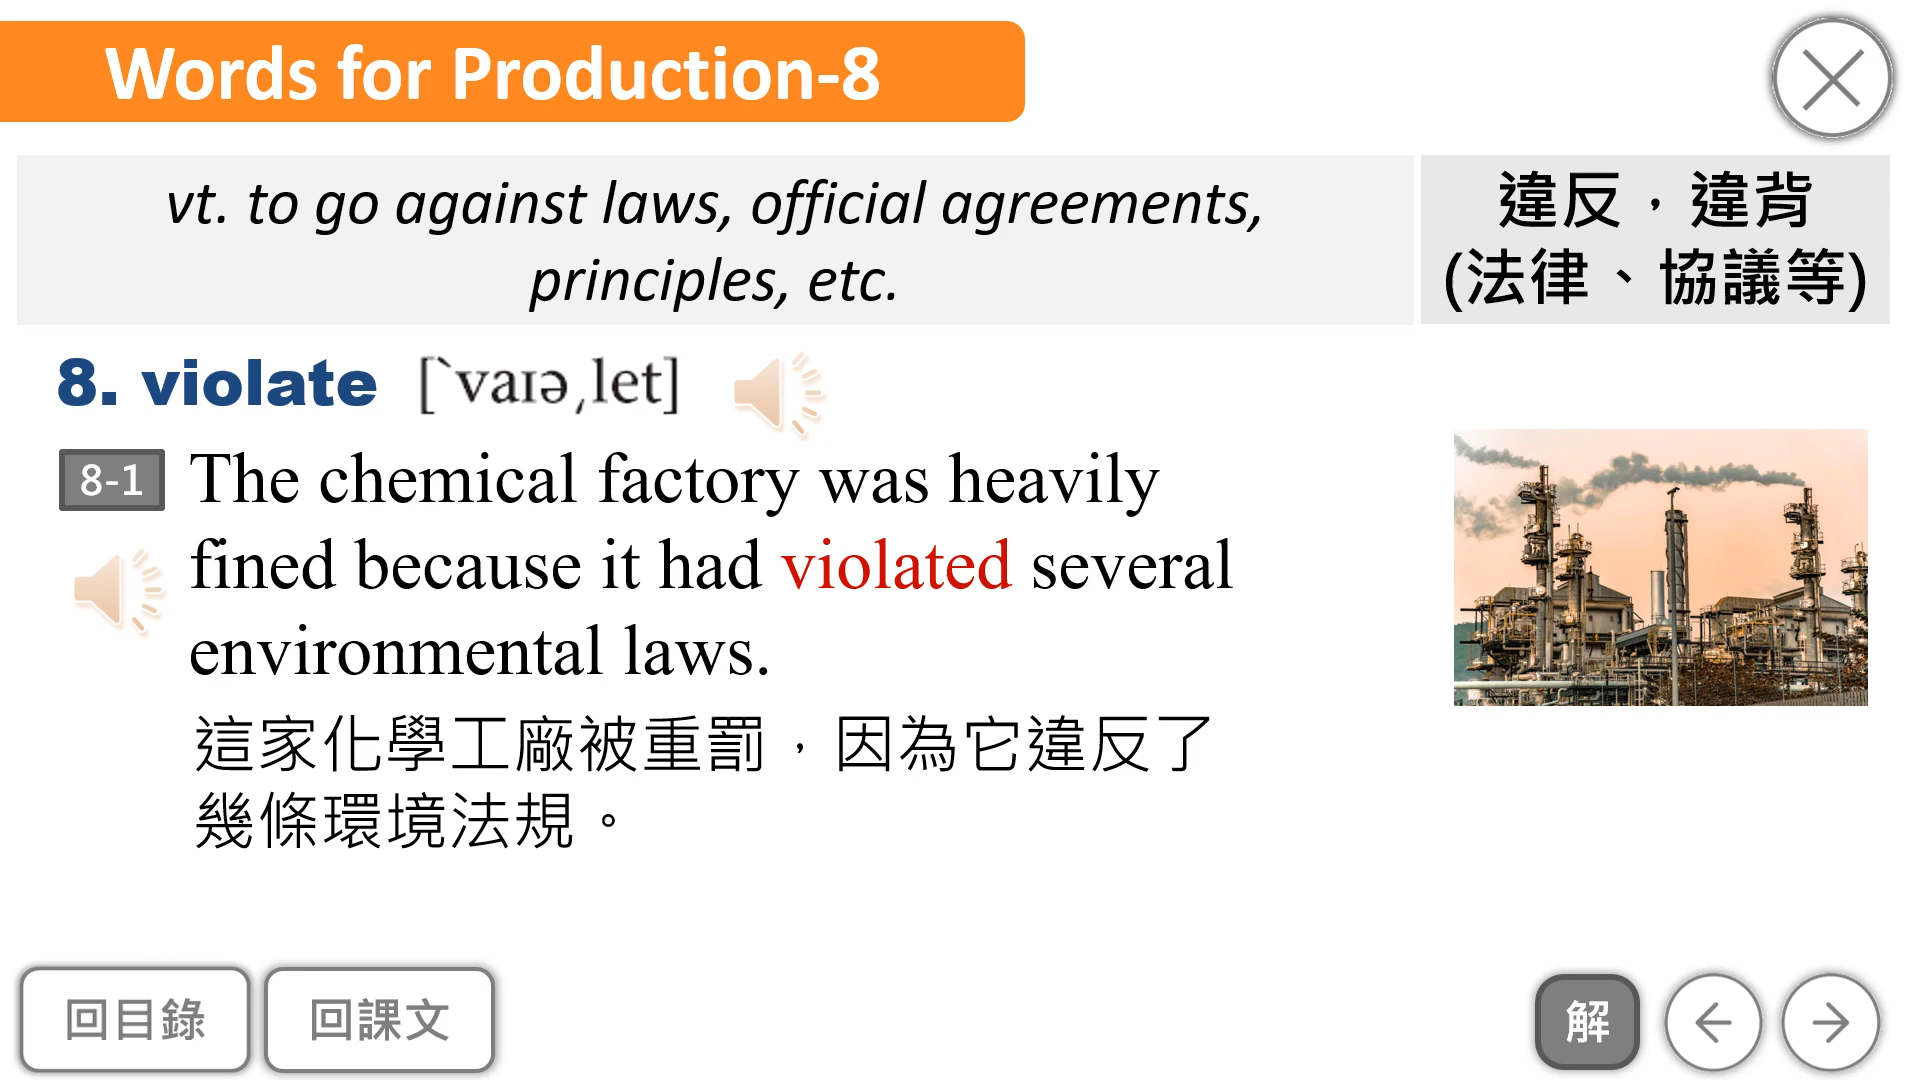 Words for Production-8
vt. to go against laws, official agreements,
principles, etc.
違反，違背
(法律、協議等)
8. violate [ˋvaɪəˏlet]
8-1 The chemical factory was heavily
fined because it had violated several
environmental laws.
這家化學工廠被重罰，因為它違反了
幾條環境法規。
回目錄 回課文 解